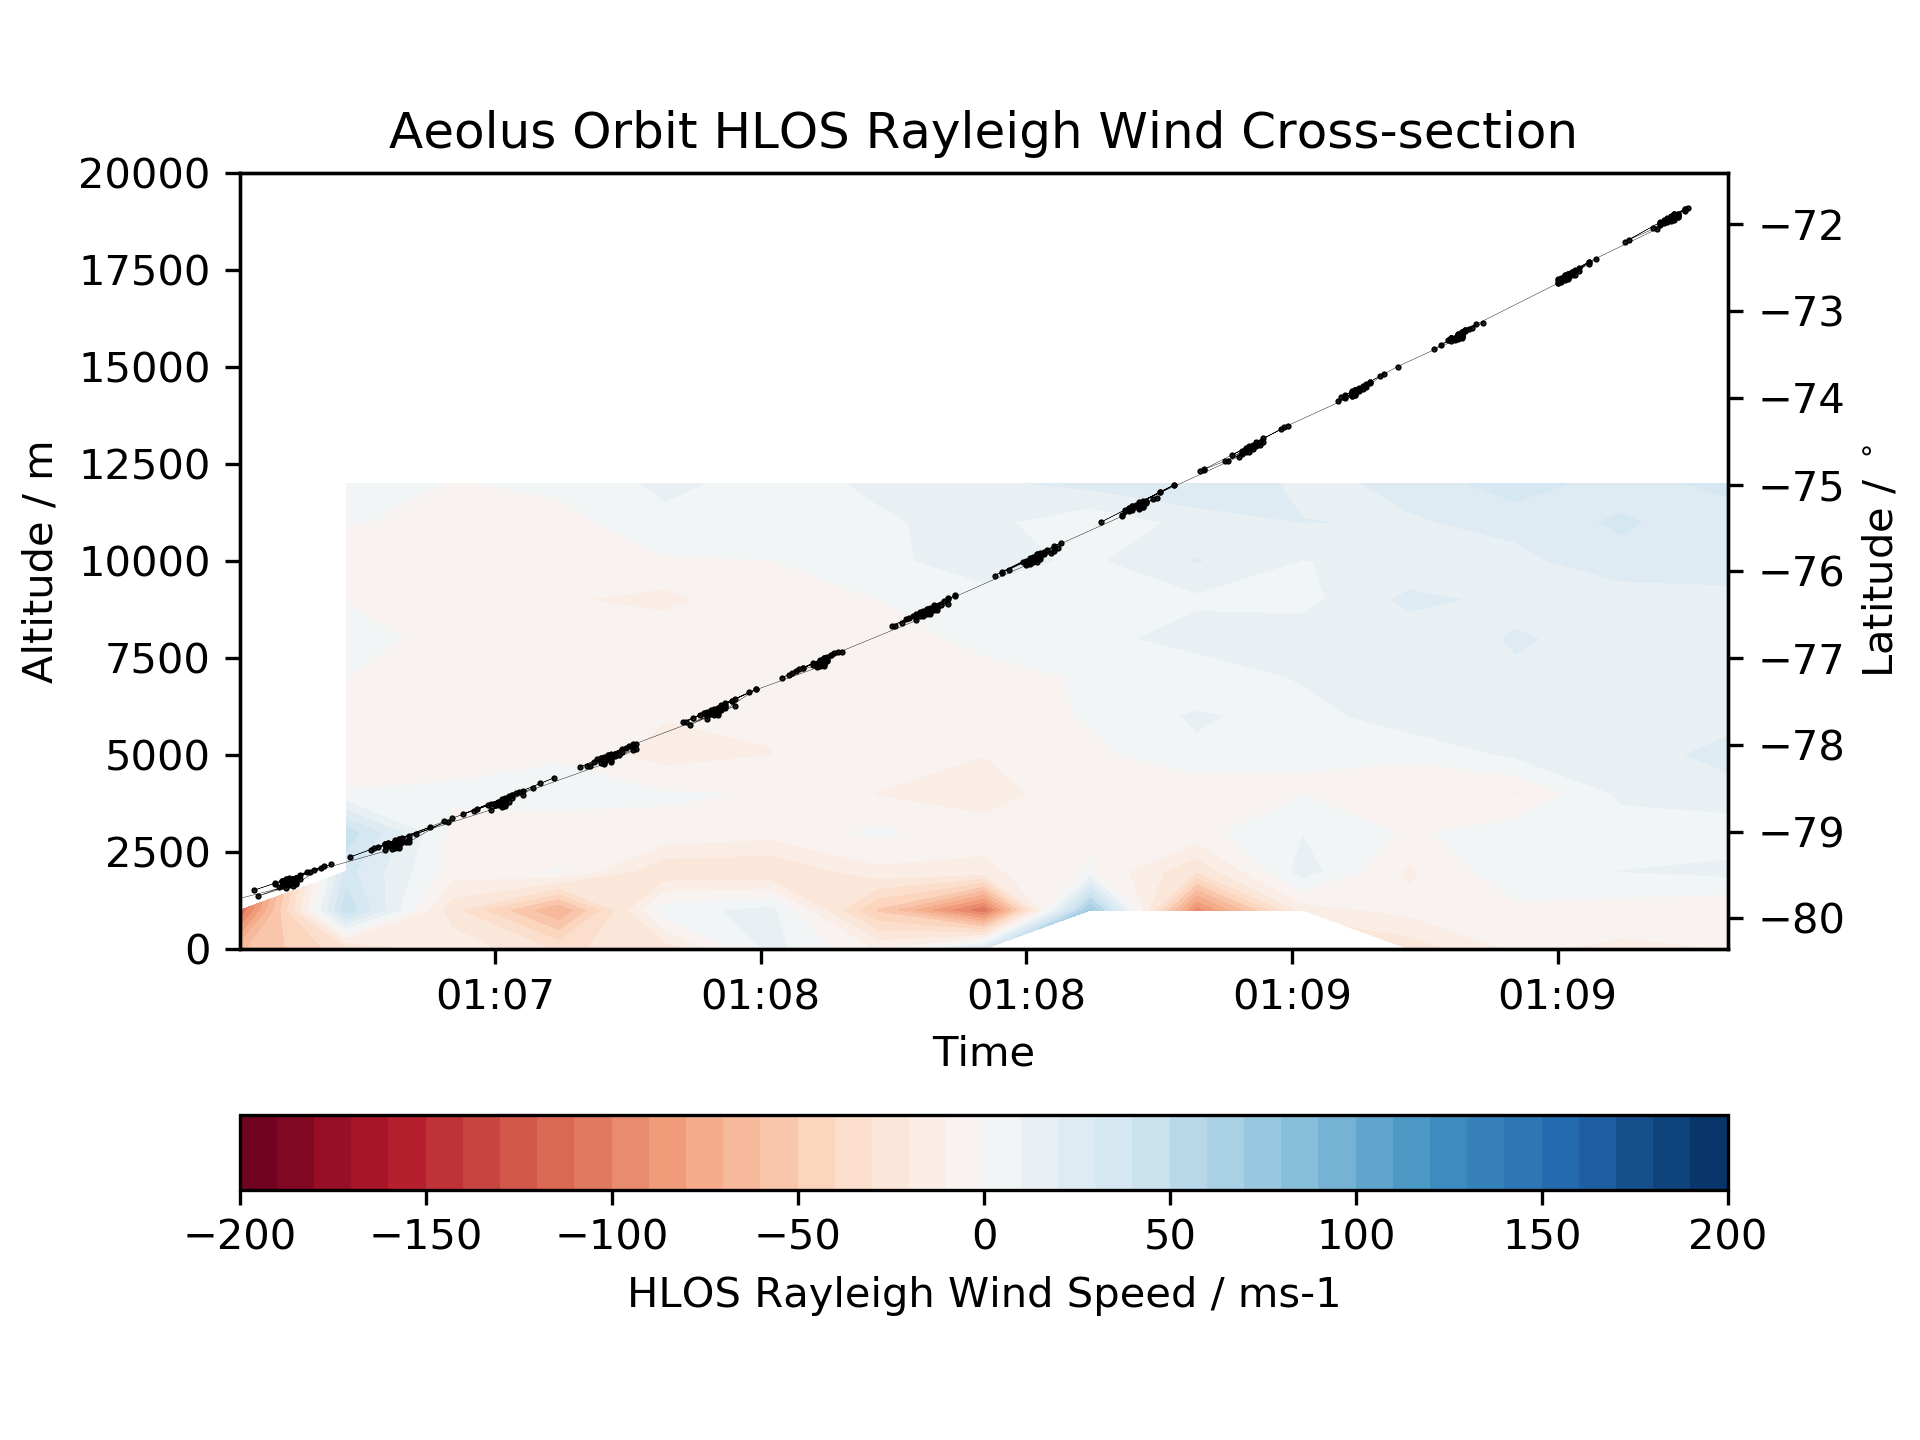 Aeolus Orbit HLOS Rayleigh Wind Cross-section
20000
17500
15000
12500
10000
7500
5000
2500
0
Altitude / m
−72
−73
−74
−75
−76
−77
−78
−79
−80
Latitude / °
01:07 01:08 01:08 01:09 01:09
Time
−200 −150 −100 −50 0 50 100 150 200
HLOS Rayleigh Wind Speed / ms-1